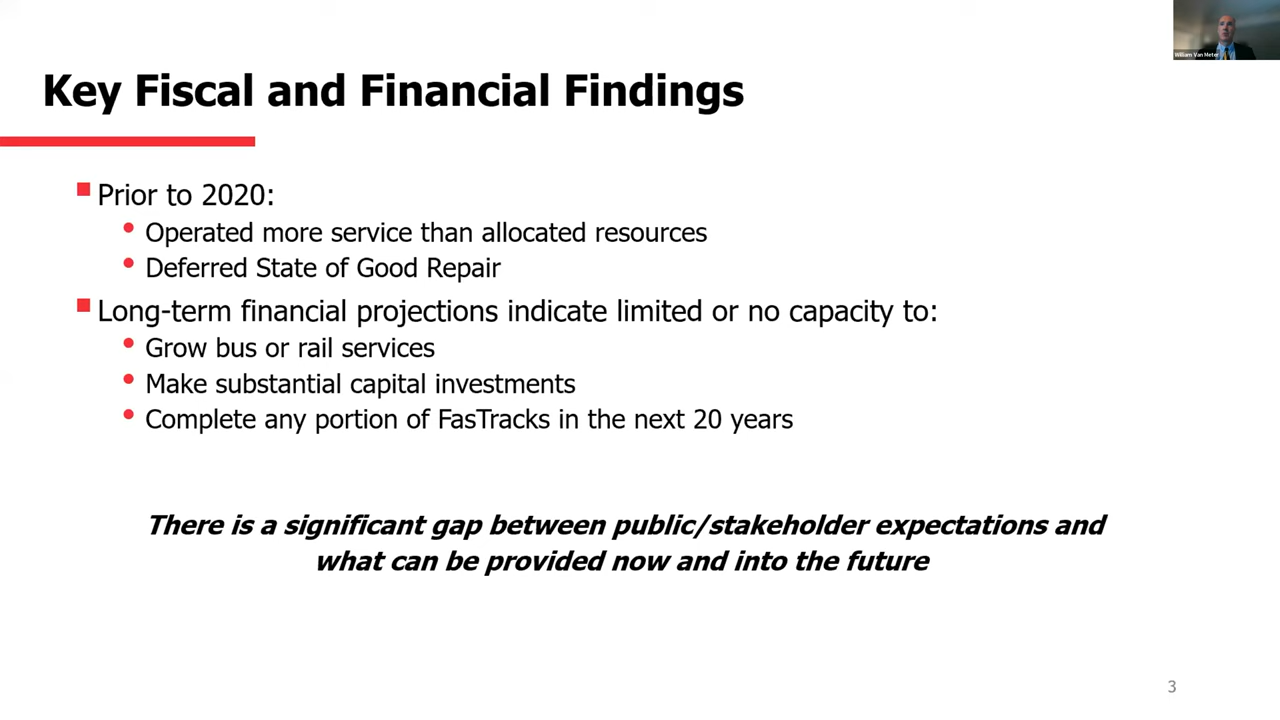 William Van Meter
Key Fiscal and Financial Findings
Prior to 2020:
Operated more service than allocated resources
Deferred State of Good Repair
Long-term financial projections indicate limited or no capacity to:
Grow bus or rail services
Make substantial capital investments
Complete any portion of FasTracks in the next 20 years
There is a significant gap between public/stakeholder expectations and
what can be provided now and into the future
3